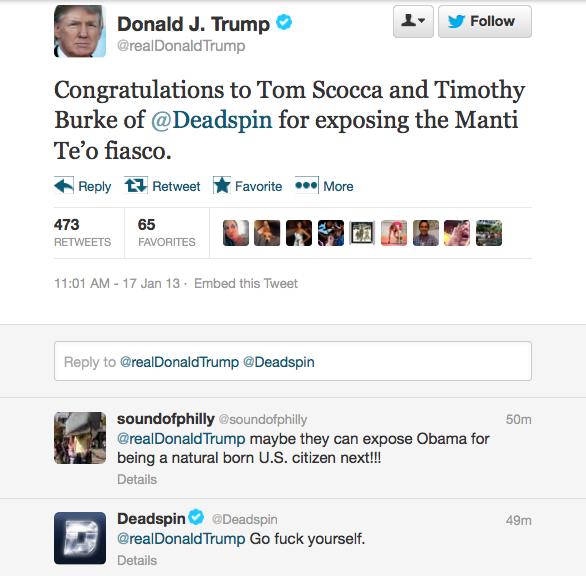 Donald J. Trump
@realDonaldTrump
Follow
Congratulations to Tom Scocca and Timothy
Burke of @Deadspin for exposing the Manti
Te’o fiasco.
Reply Retweet Favorite More
473 65
RETWEETS FAVORITES
11:01 AM - 17 Jan 13 · Embed this Tweet
Reply to @realDonaldTrump @Deadspin
soundofphilly @soundofphilly 50m
@realDonaldTrump maybe they can expose Obama for
being a natural born U.S. citizen next!!!
Details
Deadspin @Deadspin 49m
@realDonaldTrump Go fuck yourself.
Details